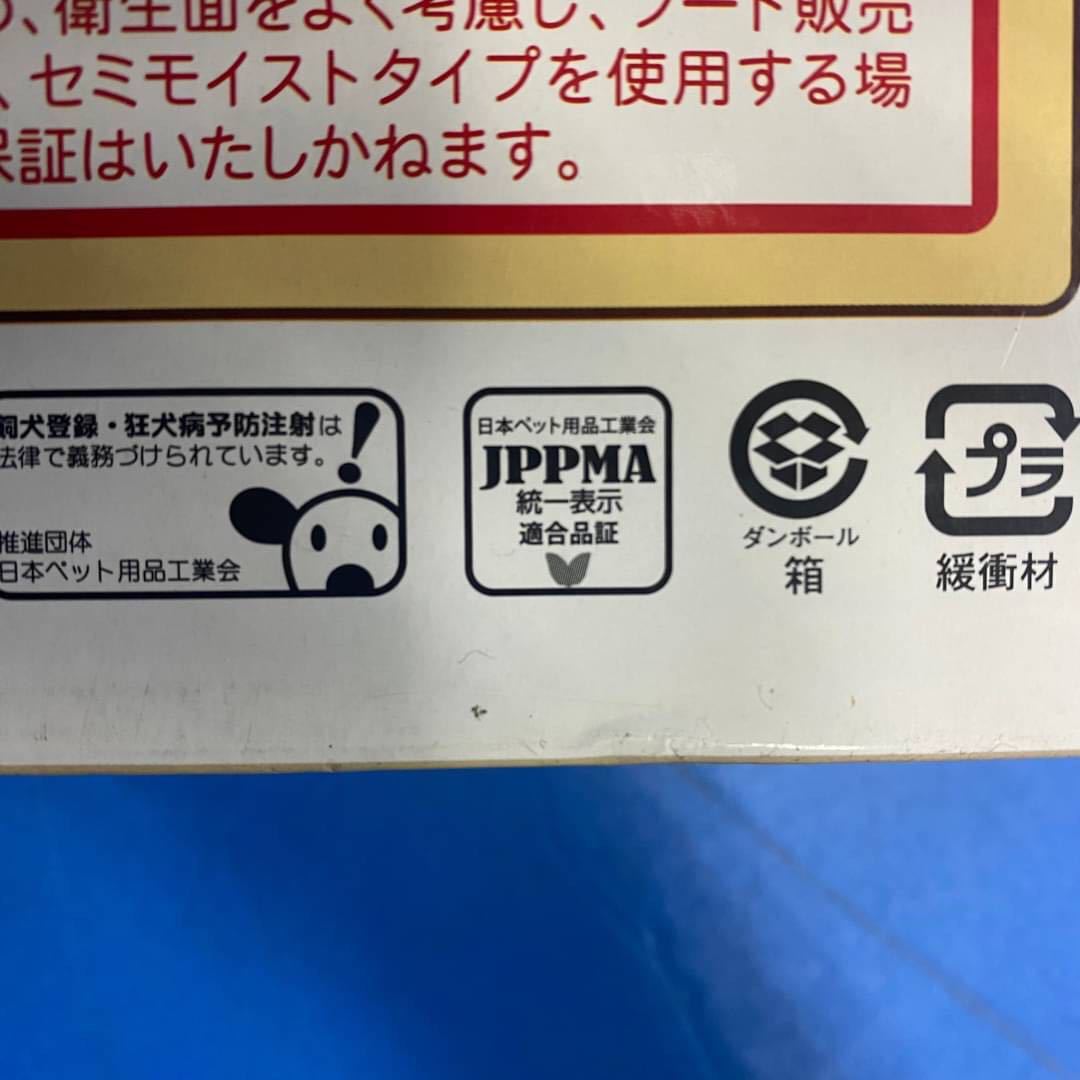 、衛生面をよく考慮し、フード販売
、セミモイストタイプを使用する場
保証はいたしかねます。
飼犬登録・狂犬病予防注射は
法律で義務づけられています。
推進団体
日本ペット用品工業会
日本ペット用品工業会
JPPMA
統一表示
適合品証
ダンボール
箱
プラ
緩衝材